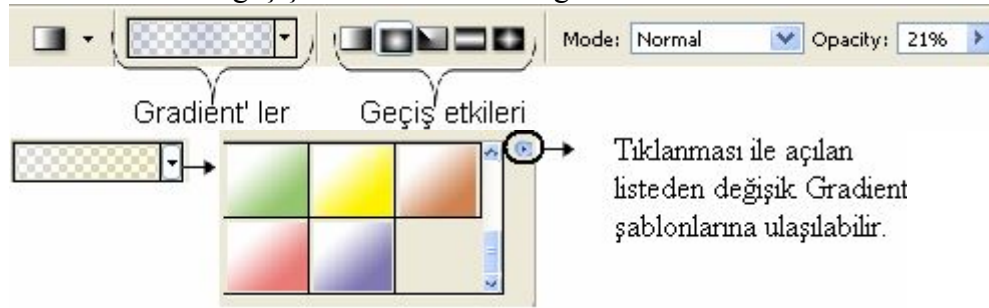 Mode: Normal Opacity: 21%
Gradient' ler Geçiş etkileri
Tıklanması ile açılan
listeden değişik Gradient
şablonlarına ulaşılabilir.